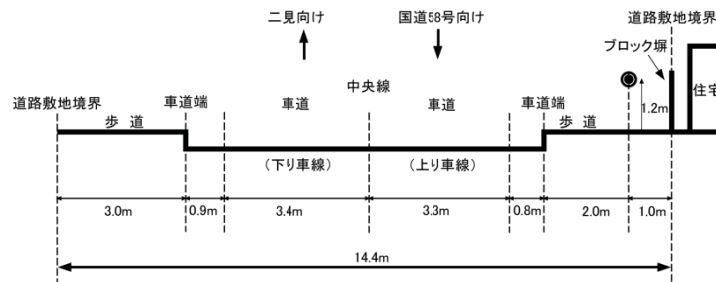 二見向け
国道58号向け
道路敷地境界
ブロック塀
中央線
道路敷地境界
車道端
車道
車道
車道端
住宅
1.2m
歩 道
歩 道
(下り車線)
(上り車線)
3.0m
0.9m
3.4m
3.3m
0.8m
2.0m
1.0m
14.4m